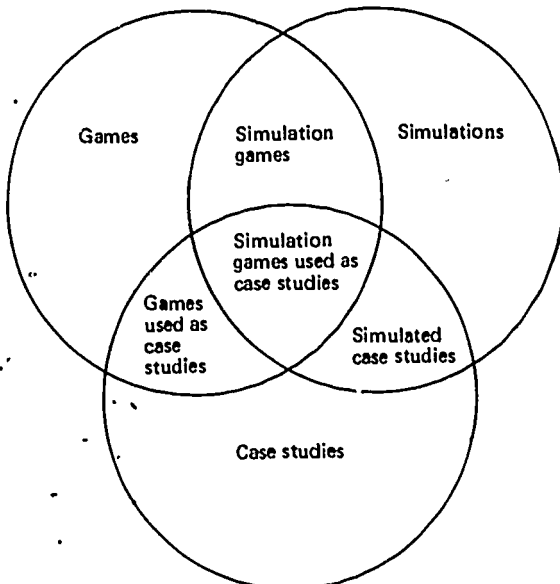 Games
Simulation
games
Simulations
Simulation
games used as
case studies
Games
used as
case
studies
Simulated
case studies
Case studies